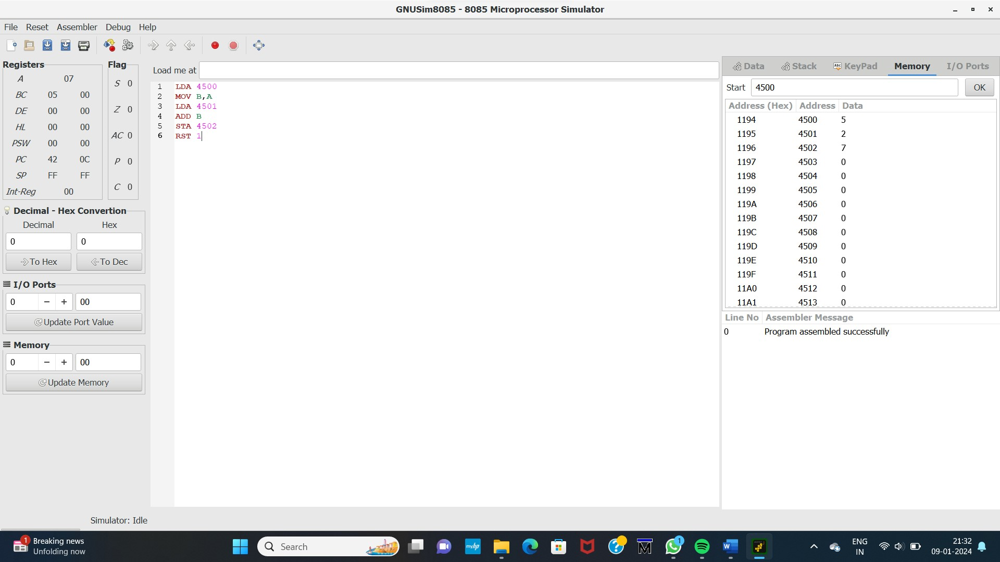 GNUSim8085 - 8085 Microprocessor Simulator
File Reset Assembler Debug Help
Registers
A 07
BC 05 00
DE 00 00
HL 00 00
PSW 00 00
PC 42 0C
SP FF FF
Int-Reg 00
Flag
S 0
Z 0
AC 0
P 0
C 0
Decimal - Hex Convertion
Decimal Hex
0 0
To Hex To Dec
I/O Ports
0 − + 00
Update Port Value
Memory
0 − + 00
Update Memory
Load me at
1 LDA 4500
2 MOV B,A
3 LDA 4501
4 ADD B
5 STA 4502
6 RST 1
Data Stack Abc KeyPad Memory I/O Ports
Start 4500 OK
Address (Hex) Address Data
1194 4500 5
1195 4501 2
1196 4502 7
1197 4503 0
1198 4504 0
1199 4505 0
119A 4506 0
119B 4507 0
119C 4508 0
119D 4509 0
119E 4510 0
119F 4511 0
11A0 4512 0
11A1 4513 0
Line No Assembler Message
0 Program assembled successfully
Simulator: Idle
1 Breaking news
Unfolding now
Search
myhp
M
1
W
ENG
IN
21:32
09-01-2024